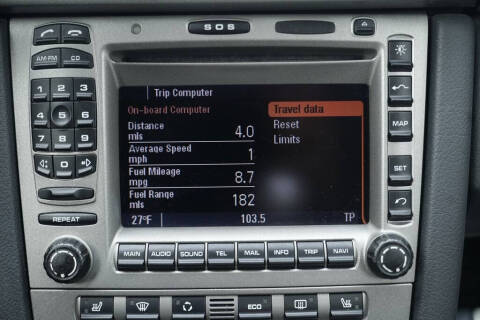 SOS
AM·FM CD
1 2 3
4 5 6
7 8 9
0
REPEAT
Trip Computer
On-board Computer
Distance
mls 4.0
Average Speed
mph 1
Fuel Mileage
mpg 8.7
Fuel Range
mls 182
Travel data
Reset
Limits
27°F 103.5 TP
MAP
SET
MAIN AUDIO SOUND TEL MAIL INFO TRIP NAVI
ECO